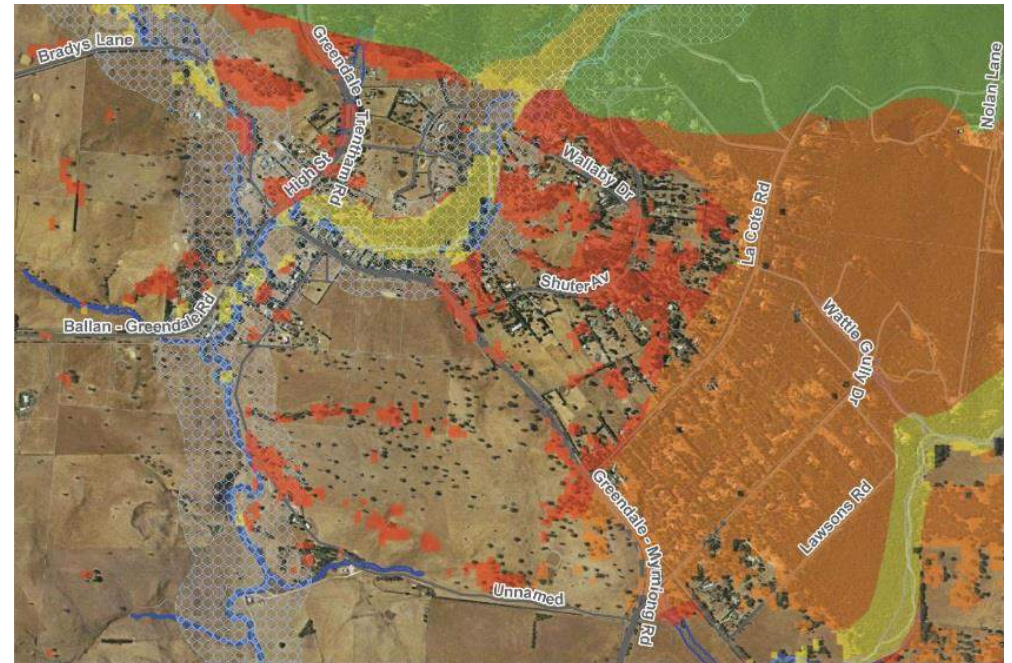 Bradys Lane
Greendale - Trentham Rd
High St
Wallaby Dr
Nolan Lane
La Cote Rd
Shuter Av
Ballan - Greendale Rd
Wattle Gully Dr
Greendale - Myrniong Rd
Lawsons Rd
Unnamed